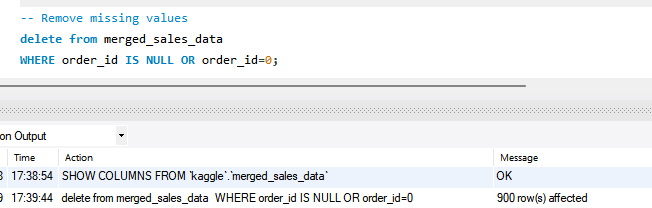 -- Remove missing values
delete from merged_sales_data
WHERE order_id IS NULL OR order_id=0;
on Output
Time Action Message
17:38:54 SHOW COLUMNS FROM `kaggle`.`merged_sales_data` OK
9 17:39:44 delete from merged_sales_data WHERE order_id IS NULL OR order_id=0 900 row(s) affected